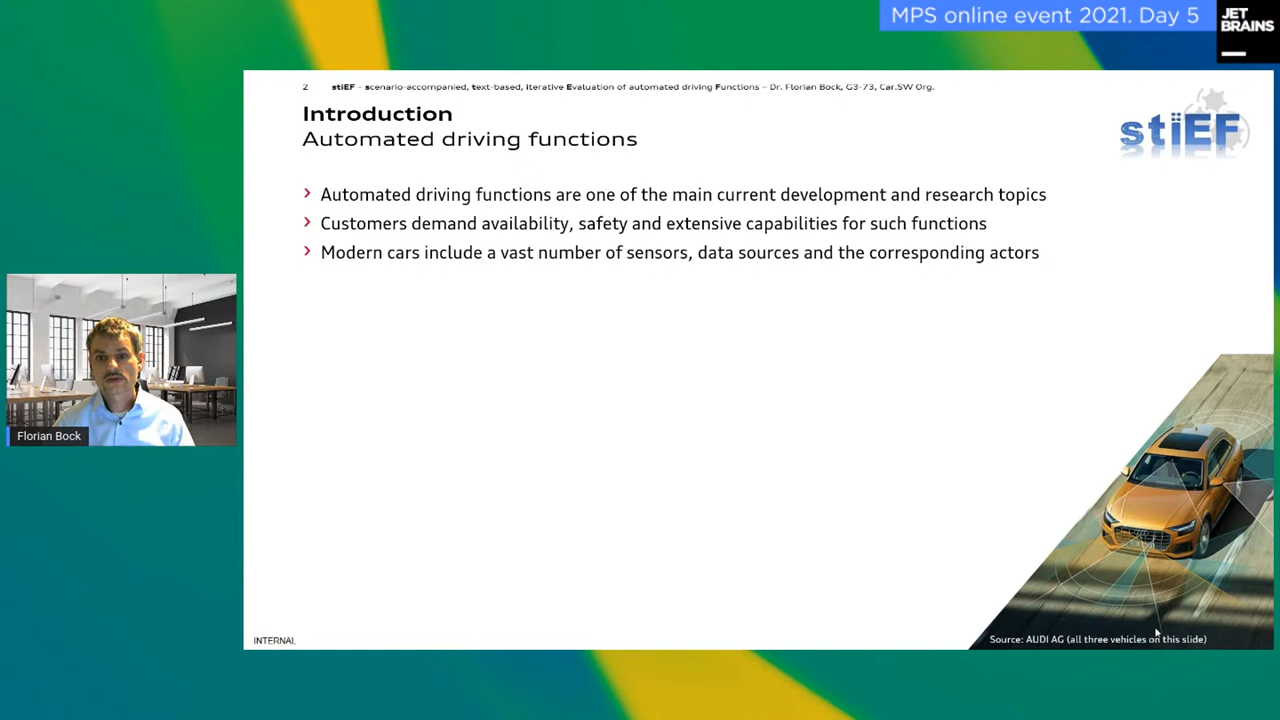 MPS online event 2021. Day 5
JET
BRAINS
2 stiEF – scenario-accompanied, text-based, iterative Evaluation of automated driving Functions – Dr. Florian Bock, G3-73, Car.SW Org.
Introduction
Automated driving functions
stiEF
› Automated driving functions are one of the main current development and research topics
› Customers demand availability, safety and extensive capabilities for such functions
› Modern cars include a vast number of sensors, data sources and the corresponding actors
Florian Bock
INTERNAL
Source: AUDI AG (all three vehicles on this slide)